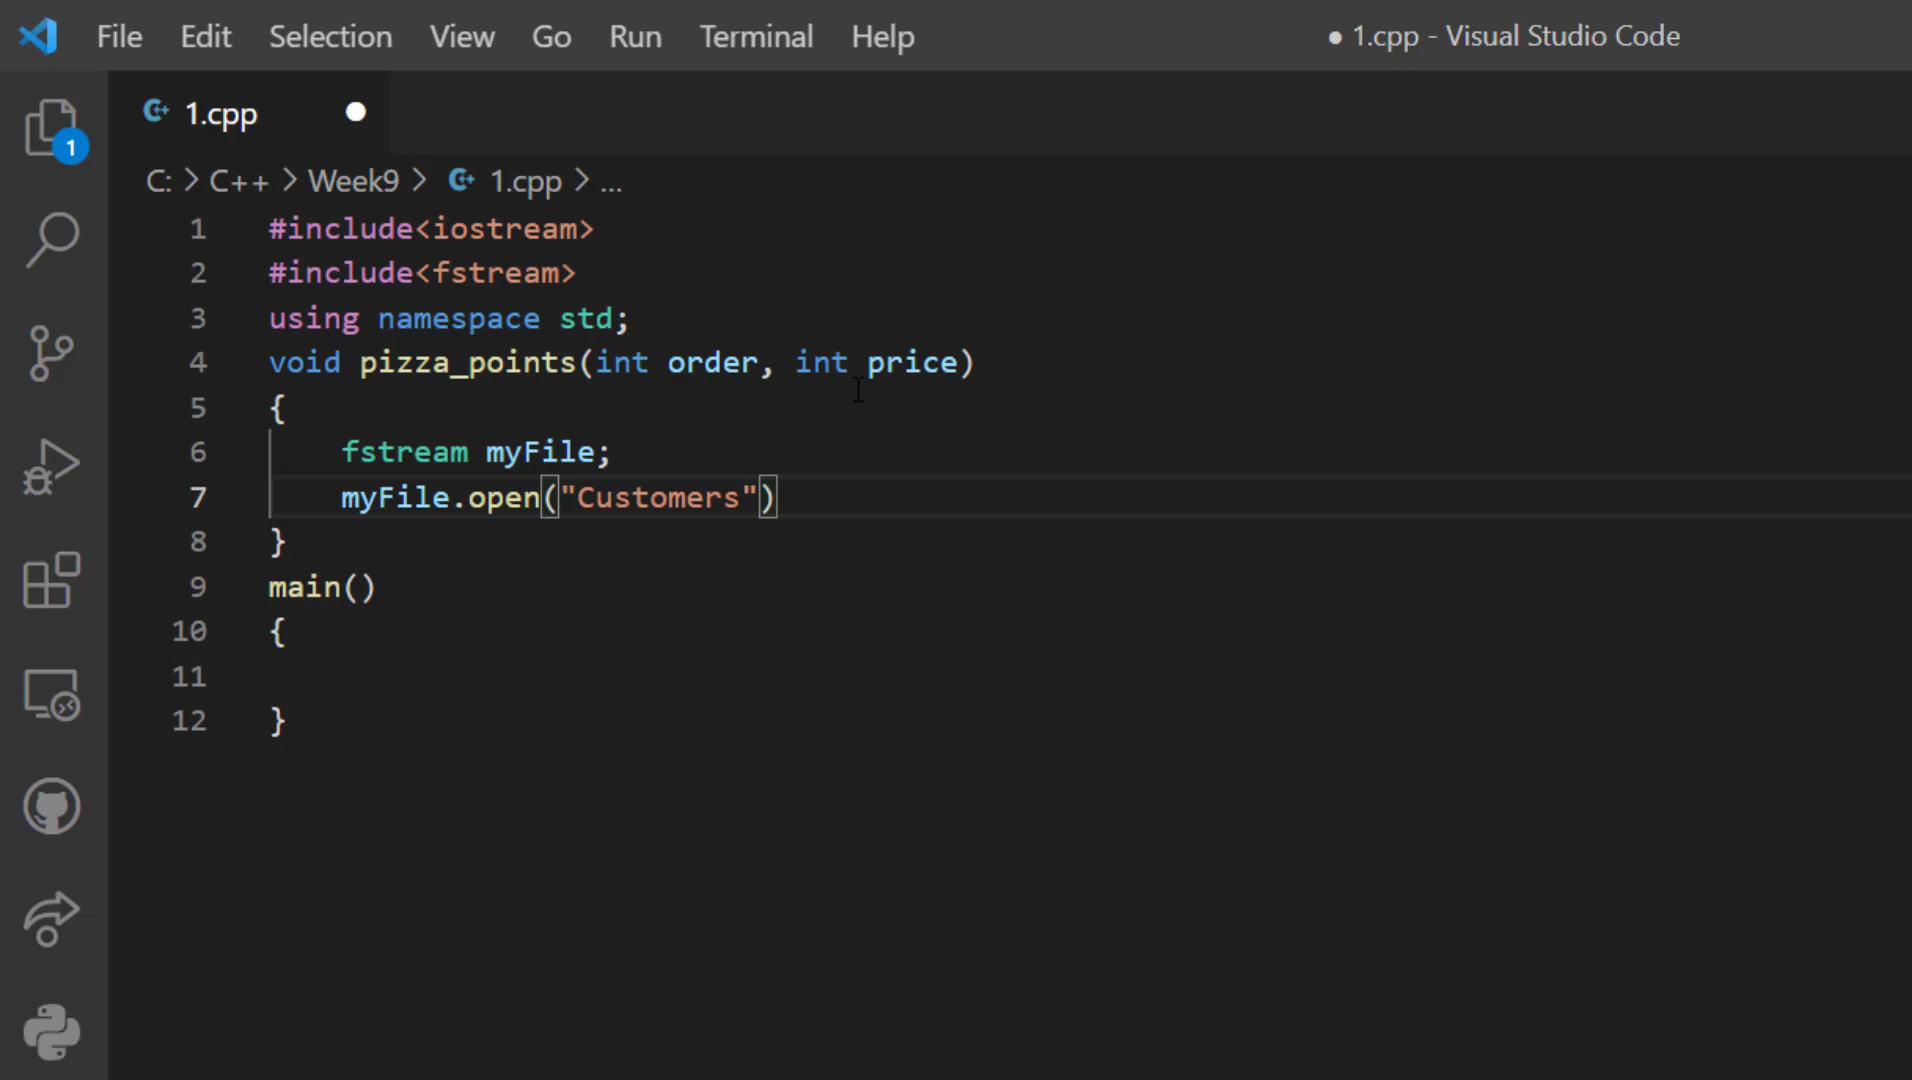 File Edit Selection View Go Run Terminal Help ● 1.cpp - Visual Studio Code
1.cpp
1
C: > C++ > Week9 > 1.cpp > ...
1 #include<iostream>
2 #include<fstream>
3 using namespace std;
4 void pizza_points(int order, int price)
5 {
6 fstream myFile;
7 myFile.open("Customers")
8 }
9 main()
10 {
11
12 }